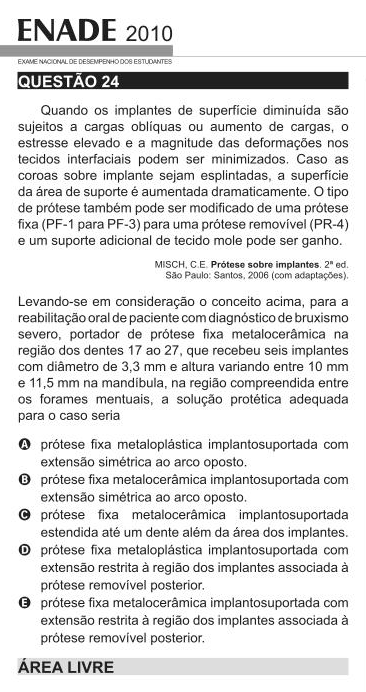 ENADE 2010
EXAME NACIONAL DE DESEMPENHO DOS ESTUDANTES
QUESTÃO 24
Quando os implantes de superfície diminuída são
sujeitos a cargas oblíquas ou aumento de cargas, o
estresse elevado e a magnitude das deformações nos
tecidos interfaciais podem ser minimizados. Caso as
coroas sobre implante sejam esplintadas, a superfície
da área de suporte é aumentada dramaticamente. O tipo
de prótese também pode ser modificado de uma prótese
fixa (PF-1 para PF-3) para uma prótese removível (PR-4)
e um suporte adicional de tecido mole pode ser ganho.
MISCH, C.E. Prótese sobre implantes. 2ª ed.
São Paulo: Santos, 2006 (com adaptações).
Levando-se em consideração o conceito acima, para a
reabilitação oral de paciente com diagnóstico de bruxismo
severo, portador de prótese fixa metalocerâmica na
região dos dentes 17 ao 27, que recebeu seis implantes
com diâmetro de 3,3 mm e altura variando entre 10 mm
e 11,5 mm na mandíbula, na região compreendida entre
os forames mentuais, a solução protética adequada
para o caso seria
A prótese fixa metaloplástica implantosuportada com
extensão simétrica ao arco oposto.
B prótese fixa metalocerâmica implantosuportada com
extensão simétrica ao arco oposto.
C prótese fixa metalocerâmica implantosuportada
estendida até um dente além da área dos implantes.
D prótese fixa metaloplástica implantosuportada com
extensão restrita à região dos implantes associada à
prótese removível posterior.
E prótese fixa metalocerâmica implantosuportada com
extensão restrita à região dos implantes associada à
prótese removível posterior.
ÁREA LIVRE